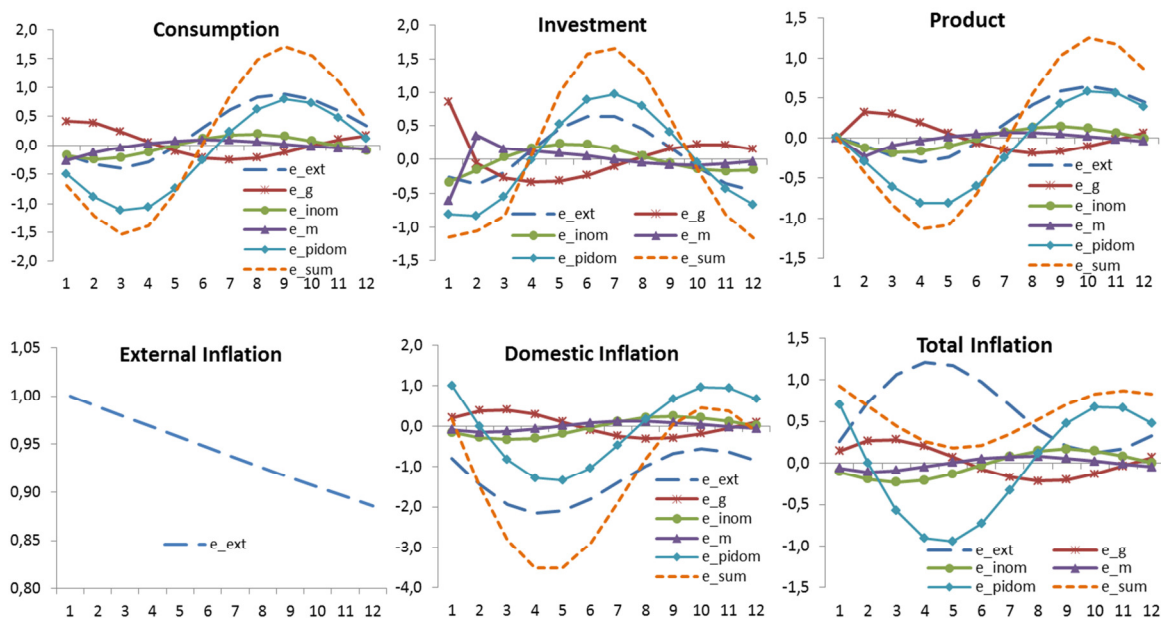 Consumption
2,0
1,5
1,0
0,5
0,0
-0,5
-1,0
-1,5
-2,0
e_ext
e_g
e_inom
e_m
e_pidom
e_sum
1 2 3 4 5 6 7 8 9 10 11 12
Investment
2,0
1,5
1,0
0,5
0,0
-0,5
-1,0
-1,5
e_ext e_g
e_inom e_m
e_pidom e_sum
1 2 3 4 5 6 7 8 9 10 11 12
Product
1,5
1,0
0,5
0,0
-0,5
-1,0
-1,5
e_ext
e_g
e_inom
e_m
e_pidom
e_sum
1 2 3 4 5 6 7 8 9 10 11 12
External Inflation
1,05
1,00
0,95
0,90
0,85
0,80
e_ext
1 2 3 4 5 6 7 8 9 10 11 12
Domestic Inflation
2,0
1,0
0,0
-1,0
-2,0
-3,0
-4,0
e_ext
e_g
e_inom
e_m
e_pidom
e_sum
1 2 3 4 5 6 7 8 9 10 11 12
Total Inflation
1,5
1,0
0,5
0,0
-0,5
-1,0
-1,5
e_ext e_g
e_inom e_m
e_pidom e_sum
1 2 3 4 5 6 7 8 9 10 11 12